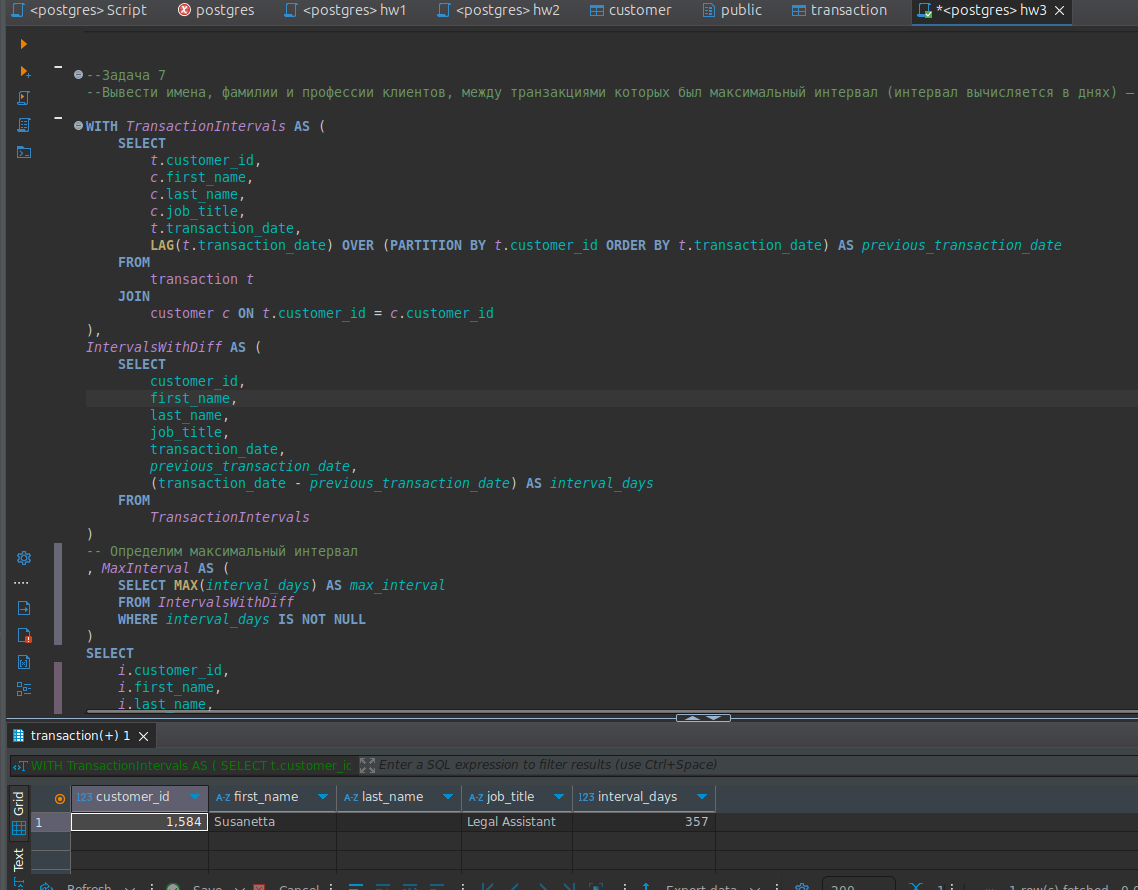 <postgres> Script
postgres
<postgres> hw1
<postgres> hw2
customer
public
transaction
*<postgres> hw3
--Задача 7
--Вывести имена, фамилии и профессии клиентов, между транзакциями которых был максимальный интервал (интервал вычисляется в днях) —
WITH TransactionIntervals AS (
SELECT
t.customer_id,
c.first_name,
c.last_name,
c.job_title,
t.transaction_date,
LAG(t.transaction_date) OVER (PARTITION BY t.customer_id ORDER BY t.transaction_date) AS previous_transaction_date
FROM
transaction t
JOIN
customer c ON t.customer_id = c.customer_id
),
IntervalsWithDiff AS (
SELECT
customer_id,
first_name,
last_name,
job_title,
transaction_date,
previous_transaction_date,
(transaction_date - previous_transaction_date) AS interval_days
FROM
TransactionIntervals
)
-- Определим максимальный интервал
, MaxInterval AS (
SELECT MAX(interval_days) AS max_interval
FROM IntervalsWithDiff
WHERE interval_days IS NOT NULL
)
SELECT
i.customer_id,
i.first_name,
i.last_name,
transaction(+) 1
WITH TransactionIntervals AS ( SELECT t.customer_ic
Enter a SQL expression to filter results (use Ctrl+Space)
Grid
Text
123 customer_id
A-Z first_name
A-Z last_name
A-Z job_title
123 interval_days
1
1,584
Susanetta
Legal Assistant
357
Refresh
Save
Cancel
Export data
200
1
1 row(s) fetched